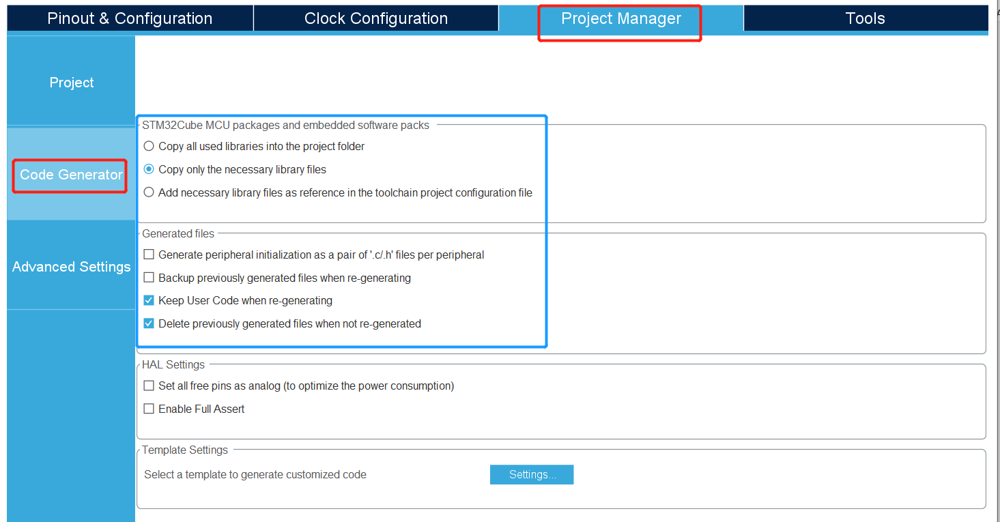 Pinout & Configuration
Clock Configuration
Project Manager
Tools
Project
Code Generator
Advanced Settings
STM32Cube MCU packages and embedded software packs
Copy all used libraries into the project folder
Copy only the necessary library files
Add necessary library files as reference in the toolchain project configuration file
Generated files
Generate peripheral initialization as a pair of '.c/.h' files per peripheral
Backup previously generated files when re-generating
Keep User Code when re-generating
Delete previously generated files when not re-generated
HAL Settings
Set all free pins as analog (to optimize the power consumption)
Enable Full Assert
Template Settings
Select a template to generate customized code
Settings...